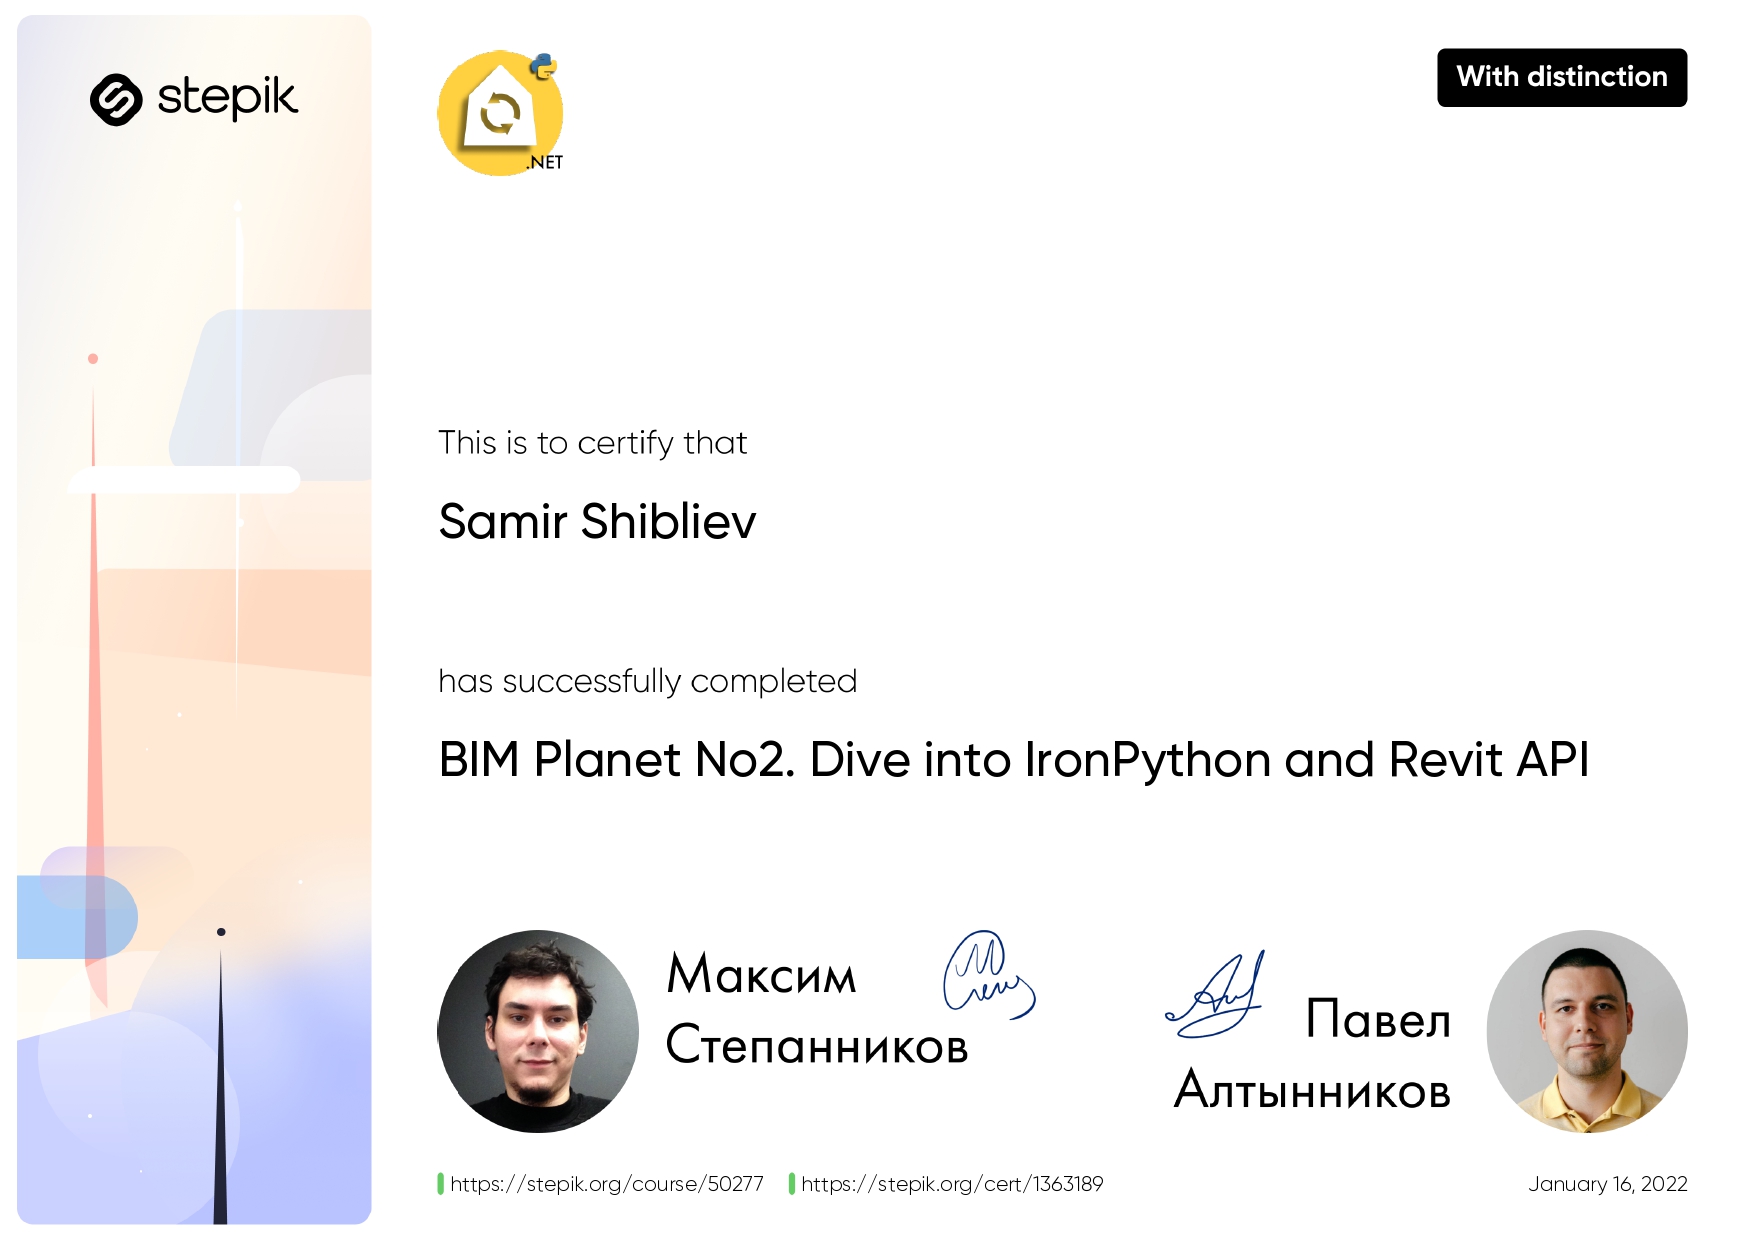 stepik
.NET
With distinction
This is to certify that
Samir Shibliev
has successfully completed
BIM Planet No2. Dive into IronPython and Revit API
Максим
Степанников
Павел
Алтынников
https://stepik.org/course/50277 https://stepik.org/cert/1363189
January 16, 2022